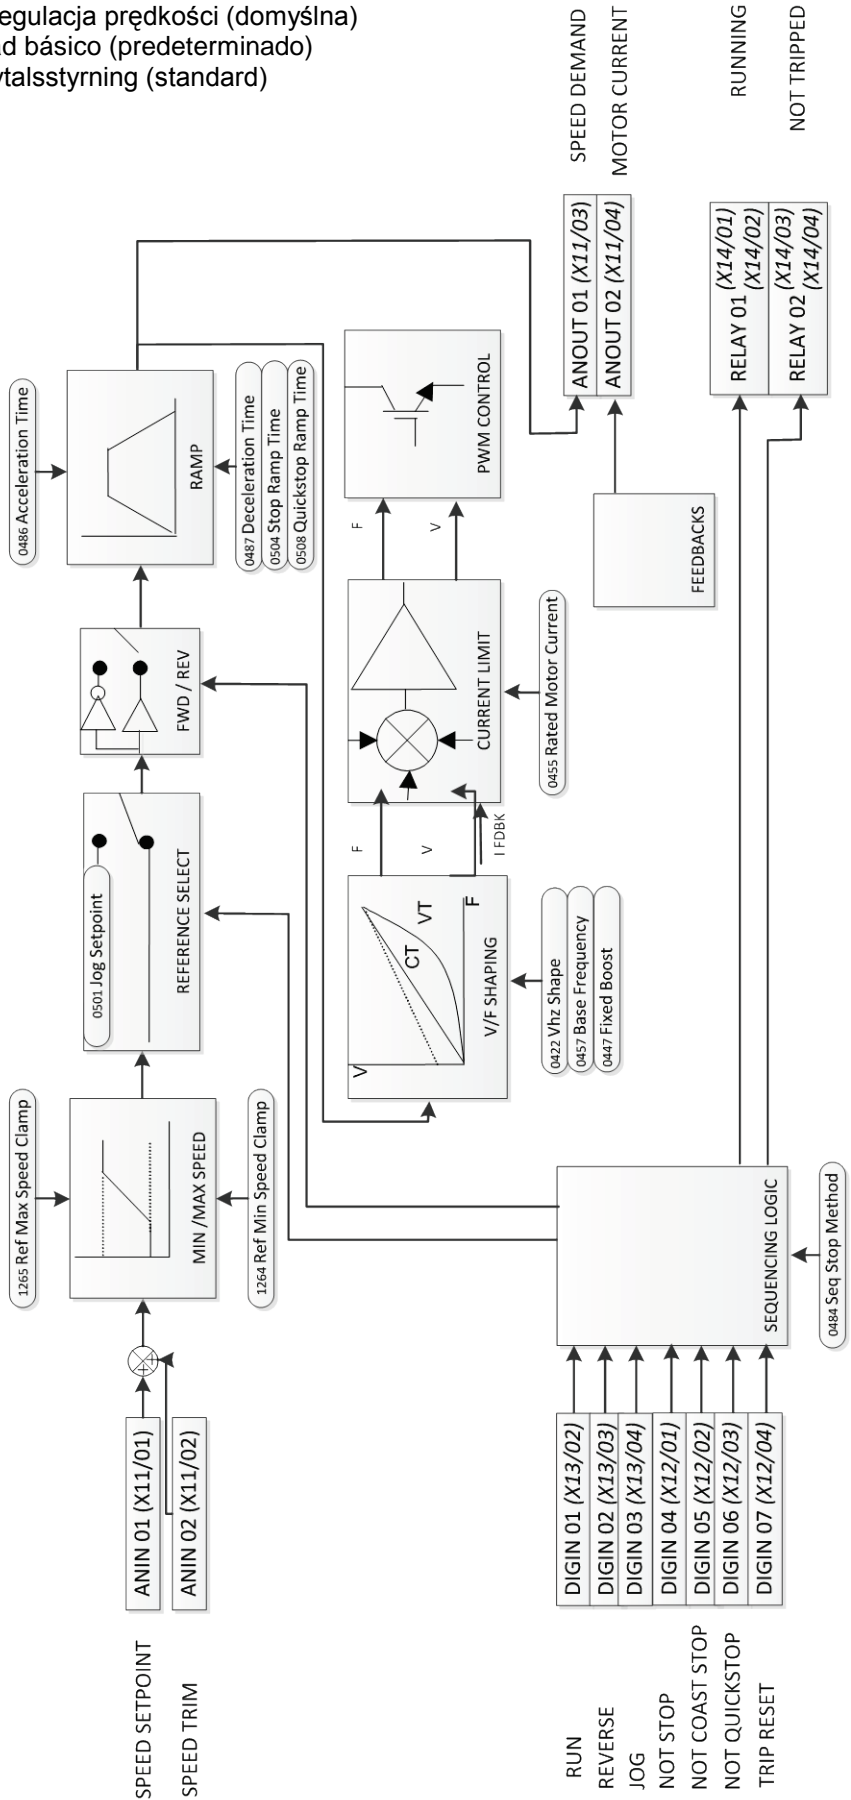 egulacja prędkości (domyślna)
d básico (predeterminado)
ytalsstyrning (standard)
SPEED SETPOINT
SPEED TRIM
ANIN 01 (X11/01)
ANIN 02 (X11/02)
+
+
1265 Ref Max Speed Clamp
MIN /MAX SPEED
1264 Ref Min Speed Clamp
0501 Jog Setpoint
REFERENCE SELECT
FWD / REV
0486 Acceleration Time
RAMP
0487 Deceleration Time
0504 Stop Ramp Time
0508 Quickstop Ramp Time
V
CT
VT
F
V/F SHAPING
0422 Vhz Shape
0457 Base Frequency
0447 Fixed Boost
F
V
I FDBK
CURRENT LIMIT
0455 Rated Motor Current
F
V
PWM CONTROL
FEEDBACKS
ANOUT 01 (X11/03)
ANOUT 02 (X11/04)
SPEED DEMAND
MOTOR CURRENT
RUN
REVERSE
JOG
NOT STOP
NOT COAST STOP
NOT QUICKSTOP
TRIP RESET
DIGIN 01 (X13/02)
DIGIN 02 (X13/03)
DIGIN 03 (X13/04)
DIGIN 04 (X12/01)
DIGIN 05 (X12/02)
DIGIN 06 (X12/03)
DIGIN 07 (X12/04)
SEQUENCING LOGIC
0484 Seq Stop Method
RELAY 01 (X14/01)
(X14/02)
RELAY 02 (X14/03)
(X14/04)
RUNNING
NOT TRIPPED